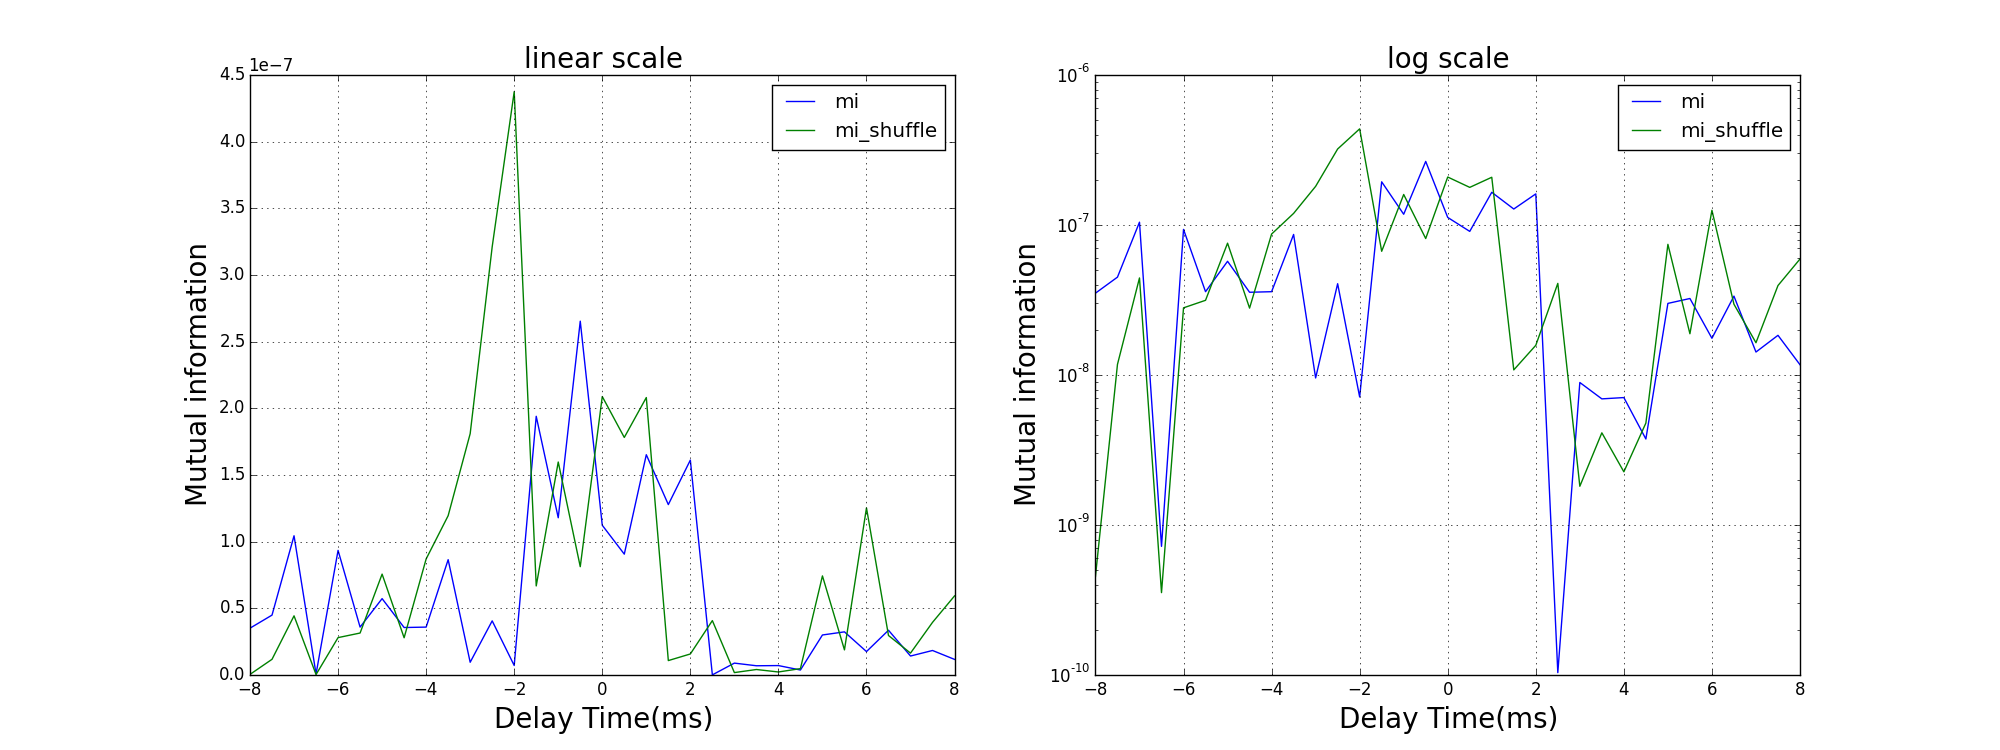 linear scale
1e−7
4.5
4.0
3.5
3.0
2.5
2.0
1.5
1.0
0.5
0.0
Mutual information
mi
mi_shuffle
−8 −6 −4 −2 0 2 4 6 8
Delay Time(ms)
log scale
10^-6
10^-7
10^-8
10^-9
10^-10
Mutual information
mi
mi_shuffle
−8 −6 −4 −2 0 2 4 6 8
Delay Time(ms)